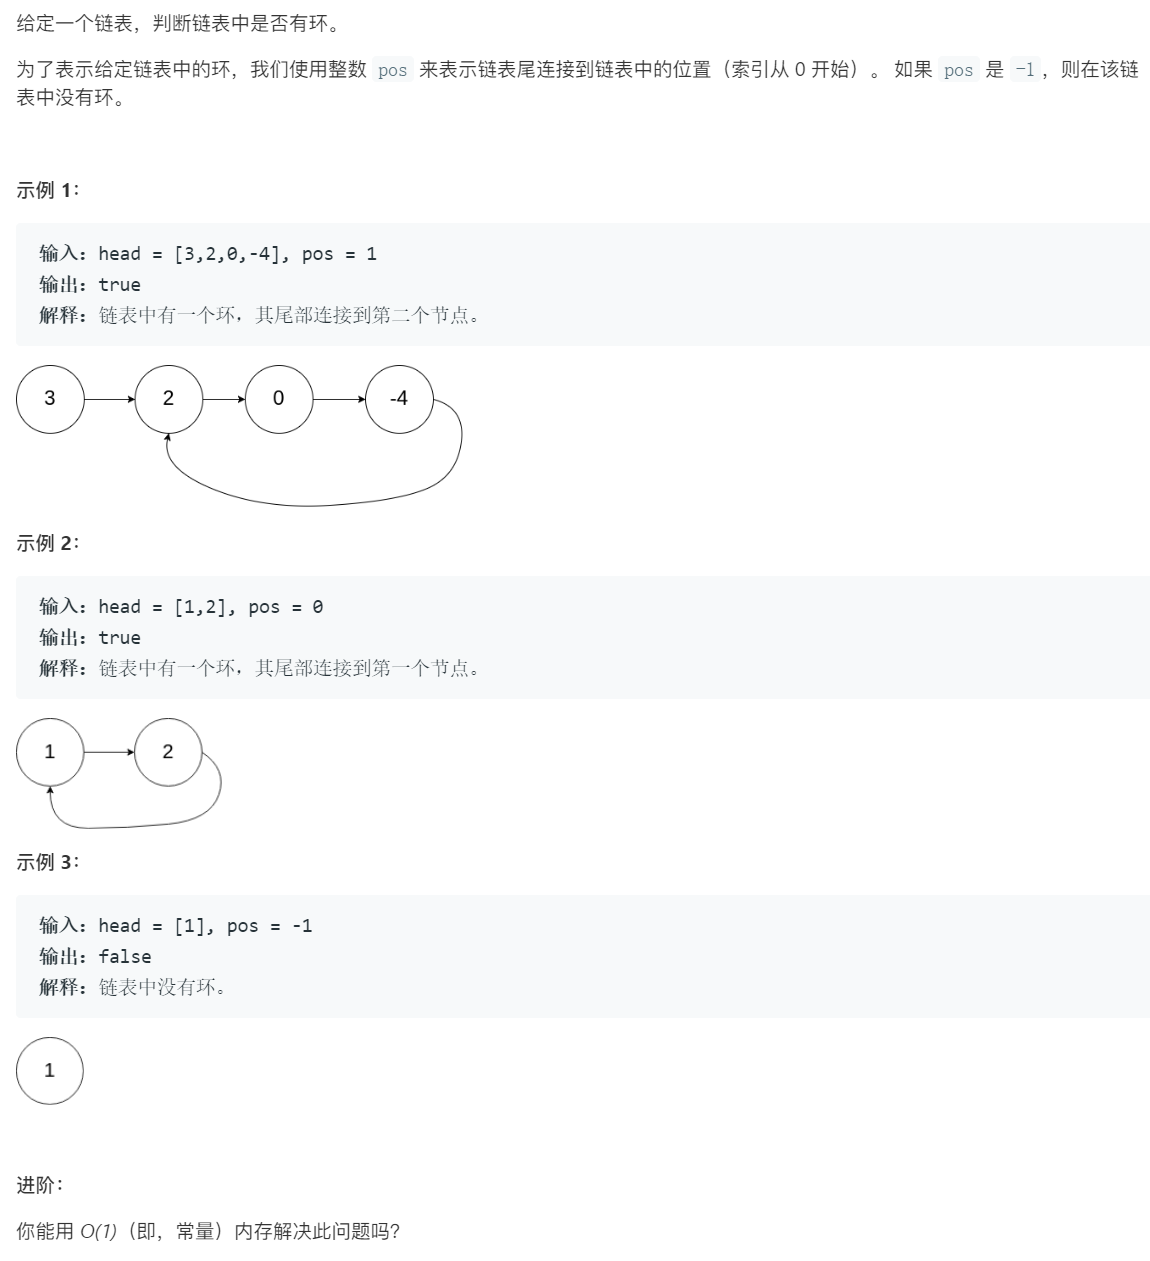 给定一个链表，判断链表中是否有环。
为了表示给定链表中的环，我们使用整数 pos 来表示链表尾连接到链表中的位置（索引从 0 开始）。 如果 pos 是 -1，则在该链
表中没有环。
示例 1：
输入：head = [3,2,0,-4], pos = 1
输出：true
解释：链表中有一个环，其尾部连接到第二个节点。
3 2 0 -4
示例 2：
输入：head = [1,2], pos = 0
输出：true
解释：链表中有一个环，其尾部连接到第一个节点。
1 2
示例 3：
输入：head = [1], pos = -1
输出：false
解释：链表中没有环。
1
进阶：
你能用 O(1)（即，常量）内存解决此问题吗？